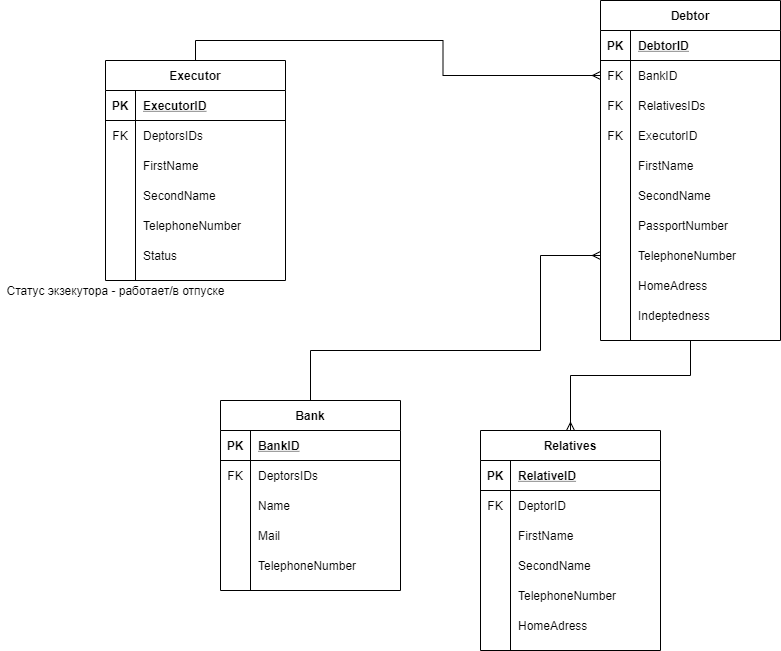 Debtor
PK DebtorID
FK BankID
FK RelativesIDs
FK ExecutorID
FirstName
SecondName
PassportNumber
TelephoneNumber
HomeAdress
Indeptedness
Executor
PK ExecutorID
FK DeptorsIDs
FirstName
SecondName
TelephoneNumber
Status
Статус экзекутора - работает/в отпуске
Bank
PK BankID
FK DeptorsIDs
Name
Mail
TelephoneNumber
Relatives
PK RelativeID
FK DeptorID
FirstName
SecondName
TelephoneNumber
HomeAdress